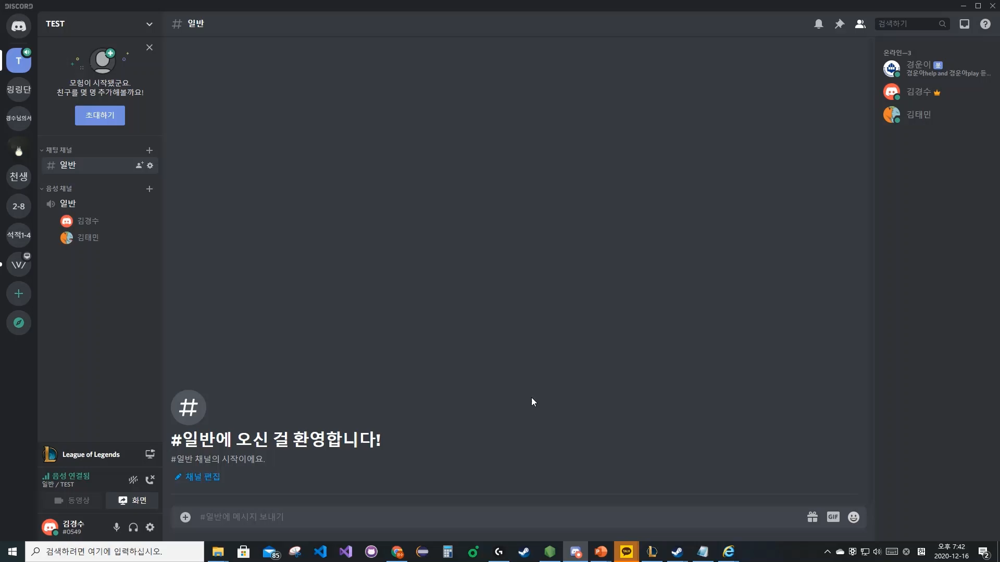 DISCORD
TEST
일반
검색하기
T
링링단
경수님의서
천생
2-8
석적1-4
\V/
모험이 시작됐군요.
친구를 몇 명 추가해볼까요!
초대하기
채팅 채널
일반
음성 채널
일반
김경수
김태민
League of Legends
음성 연결됨
일반 / TEST
동영상
화면
김경수
#0549
#일반에 오신 걸 환영합니다!
#일반 채널의 시작이에요.
채널 편집
#일반에 메시지 보내기
GIF
온라인—3
경운이 봇
경운아help and 경운아play 듣...
김경수
김태민
검색하려면 여기에 입력하십시오.
85
경수
TALK
한
오후 7:42
2020-12-16
2